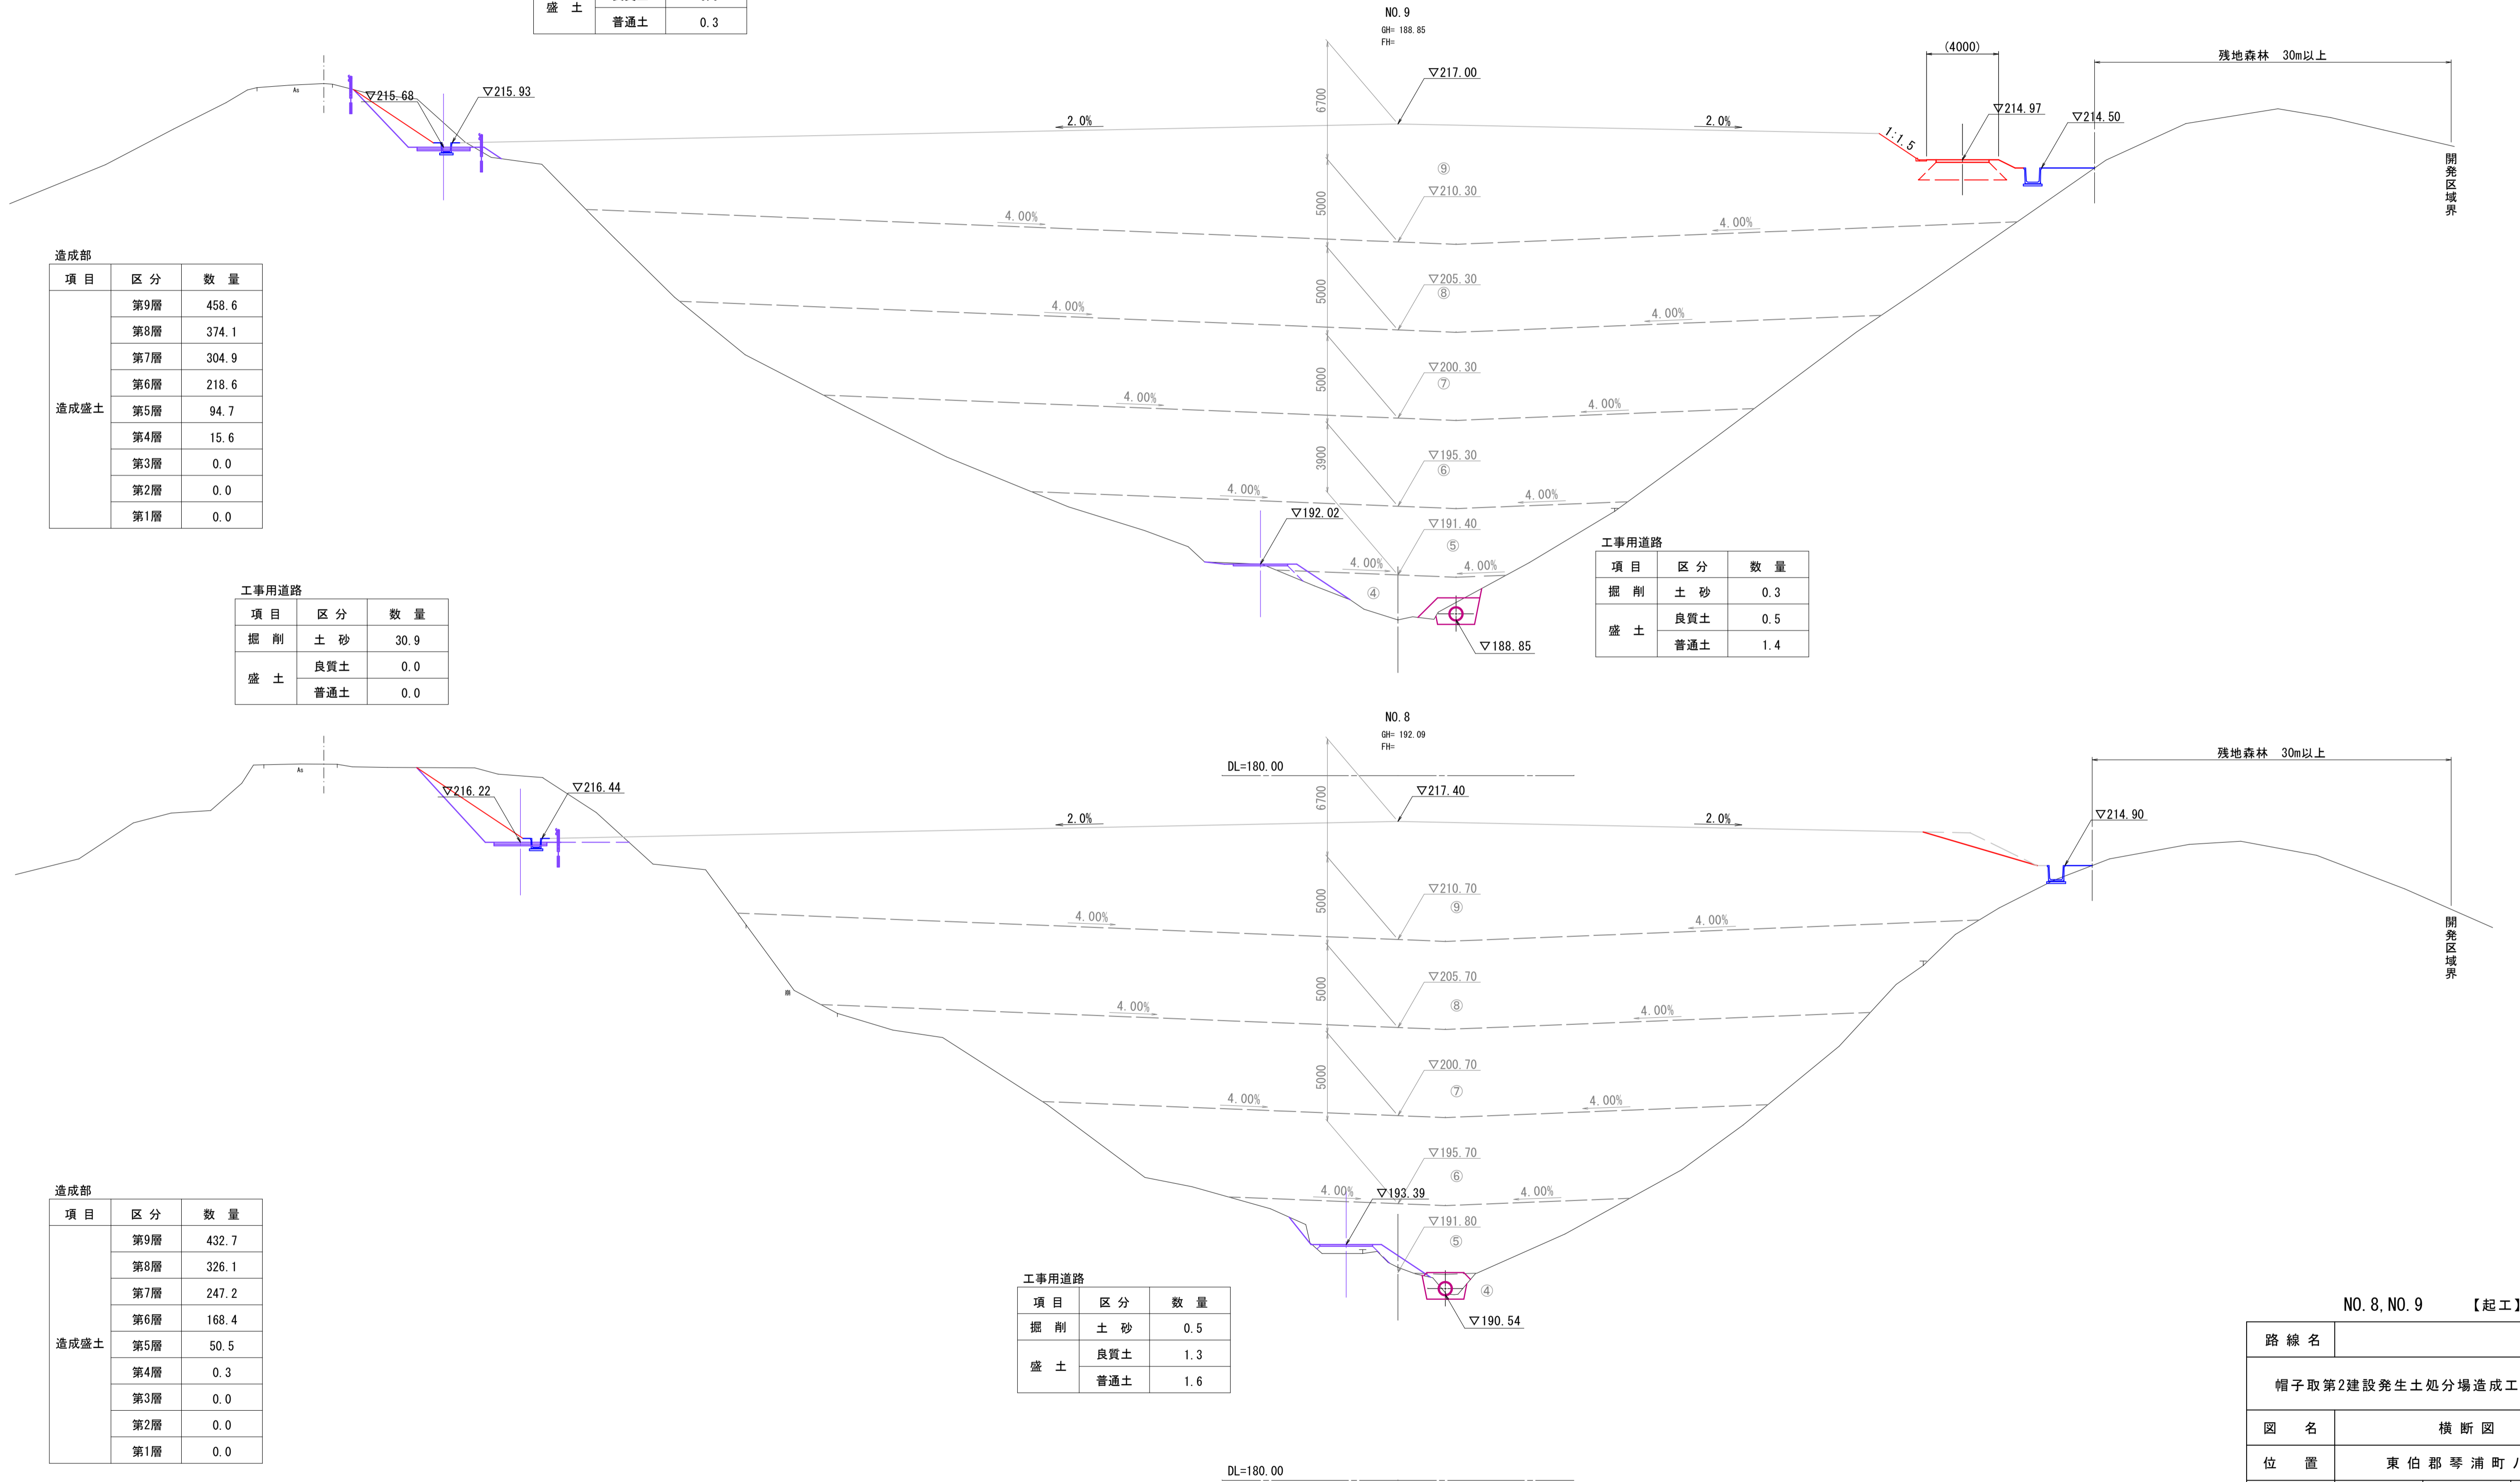 盛 土
普通土 0.3
NO.9
GH= 188.85
FH=
(4000)
残地森林 30m以上
▽217.00
▽215.68
▽215.93
▽214.97
▽214.50
6700
2.0%
2.0%
1:1.5
As
開発区域界
⑨
▽210.30
5000
4.00%
4.00%
▽205.30
⑧
5000
4.00%
4.00%
▽200.30
⑦
5000
4.00%
4.00%
▽195.30
⑥
3900
4.00%
4.00%
▽192.02
▽191.40
⑤
4.00%
4.00%
④
▽188.85
造成部
項 目 区 分 数 量
造成盛土
第9層 458.6
第8層 374.1
第7層 304.9
第6層 218.6
第5層 94.7
第4層 15.6
第3層 0.0
第2層 0.0
第1層 0.0
工事用道路
項 目 区 分 数 量
掘 削 土 砂 30.9
盛 土 良質土 0.0
普通土 0.0
工事用道路
項 目 区 分 数 量
掘 削 土 砂 0.3
盛 土 良質土 0.5
普通土 1.4
NO.8
GH= 192.09
FH=
DL=180.00
残地森林 30m以上
As
▽216.22
▽216.44
▽217.40
▽214.90
6700
2.0%
2.0%
開発区域界
▽210.70
⑨
5000
4.00%
4.00%
▽205.70
⑧
5000
4.00%
4.00%
▽200.70
⑦
5000
4.00%
4.00%
▽195.70
⑥
4.00%
4.00%
▽193.39
▽191.80
⑤
④
▽190.54
造成部
項 目 区 分 数 量
造成盛土
第9層 432.7
第8層 326.1
第7層 247.2
第6層 168.4
第5層 50.5
第4層 0.3
第3層 0.0
第2層 0.0
第1層 0.0
工事用道路
項 目 区 分 数 量
掘 削 土 砂 0.5
盛 土 良質土 1.3
普通土 1.6
DL=180.00
NO.8,NO.9 【起工】
路 線 名
帽子取第2建設発生土処分場造成工
図 名 横 断 図
位 置 東 伯 郡 琴 浦 町